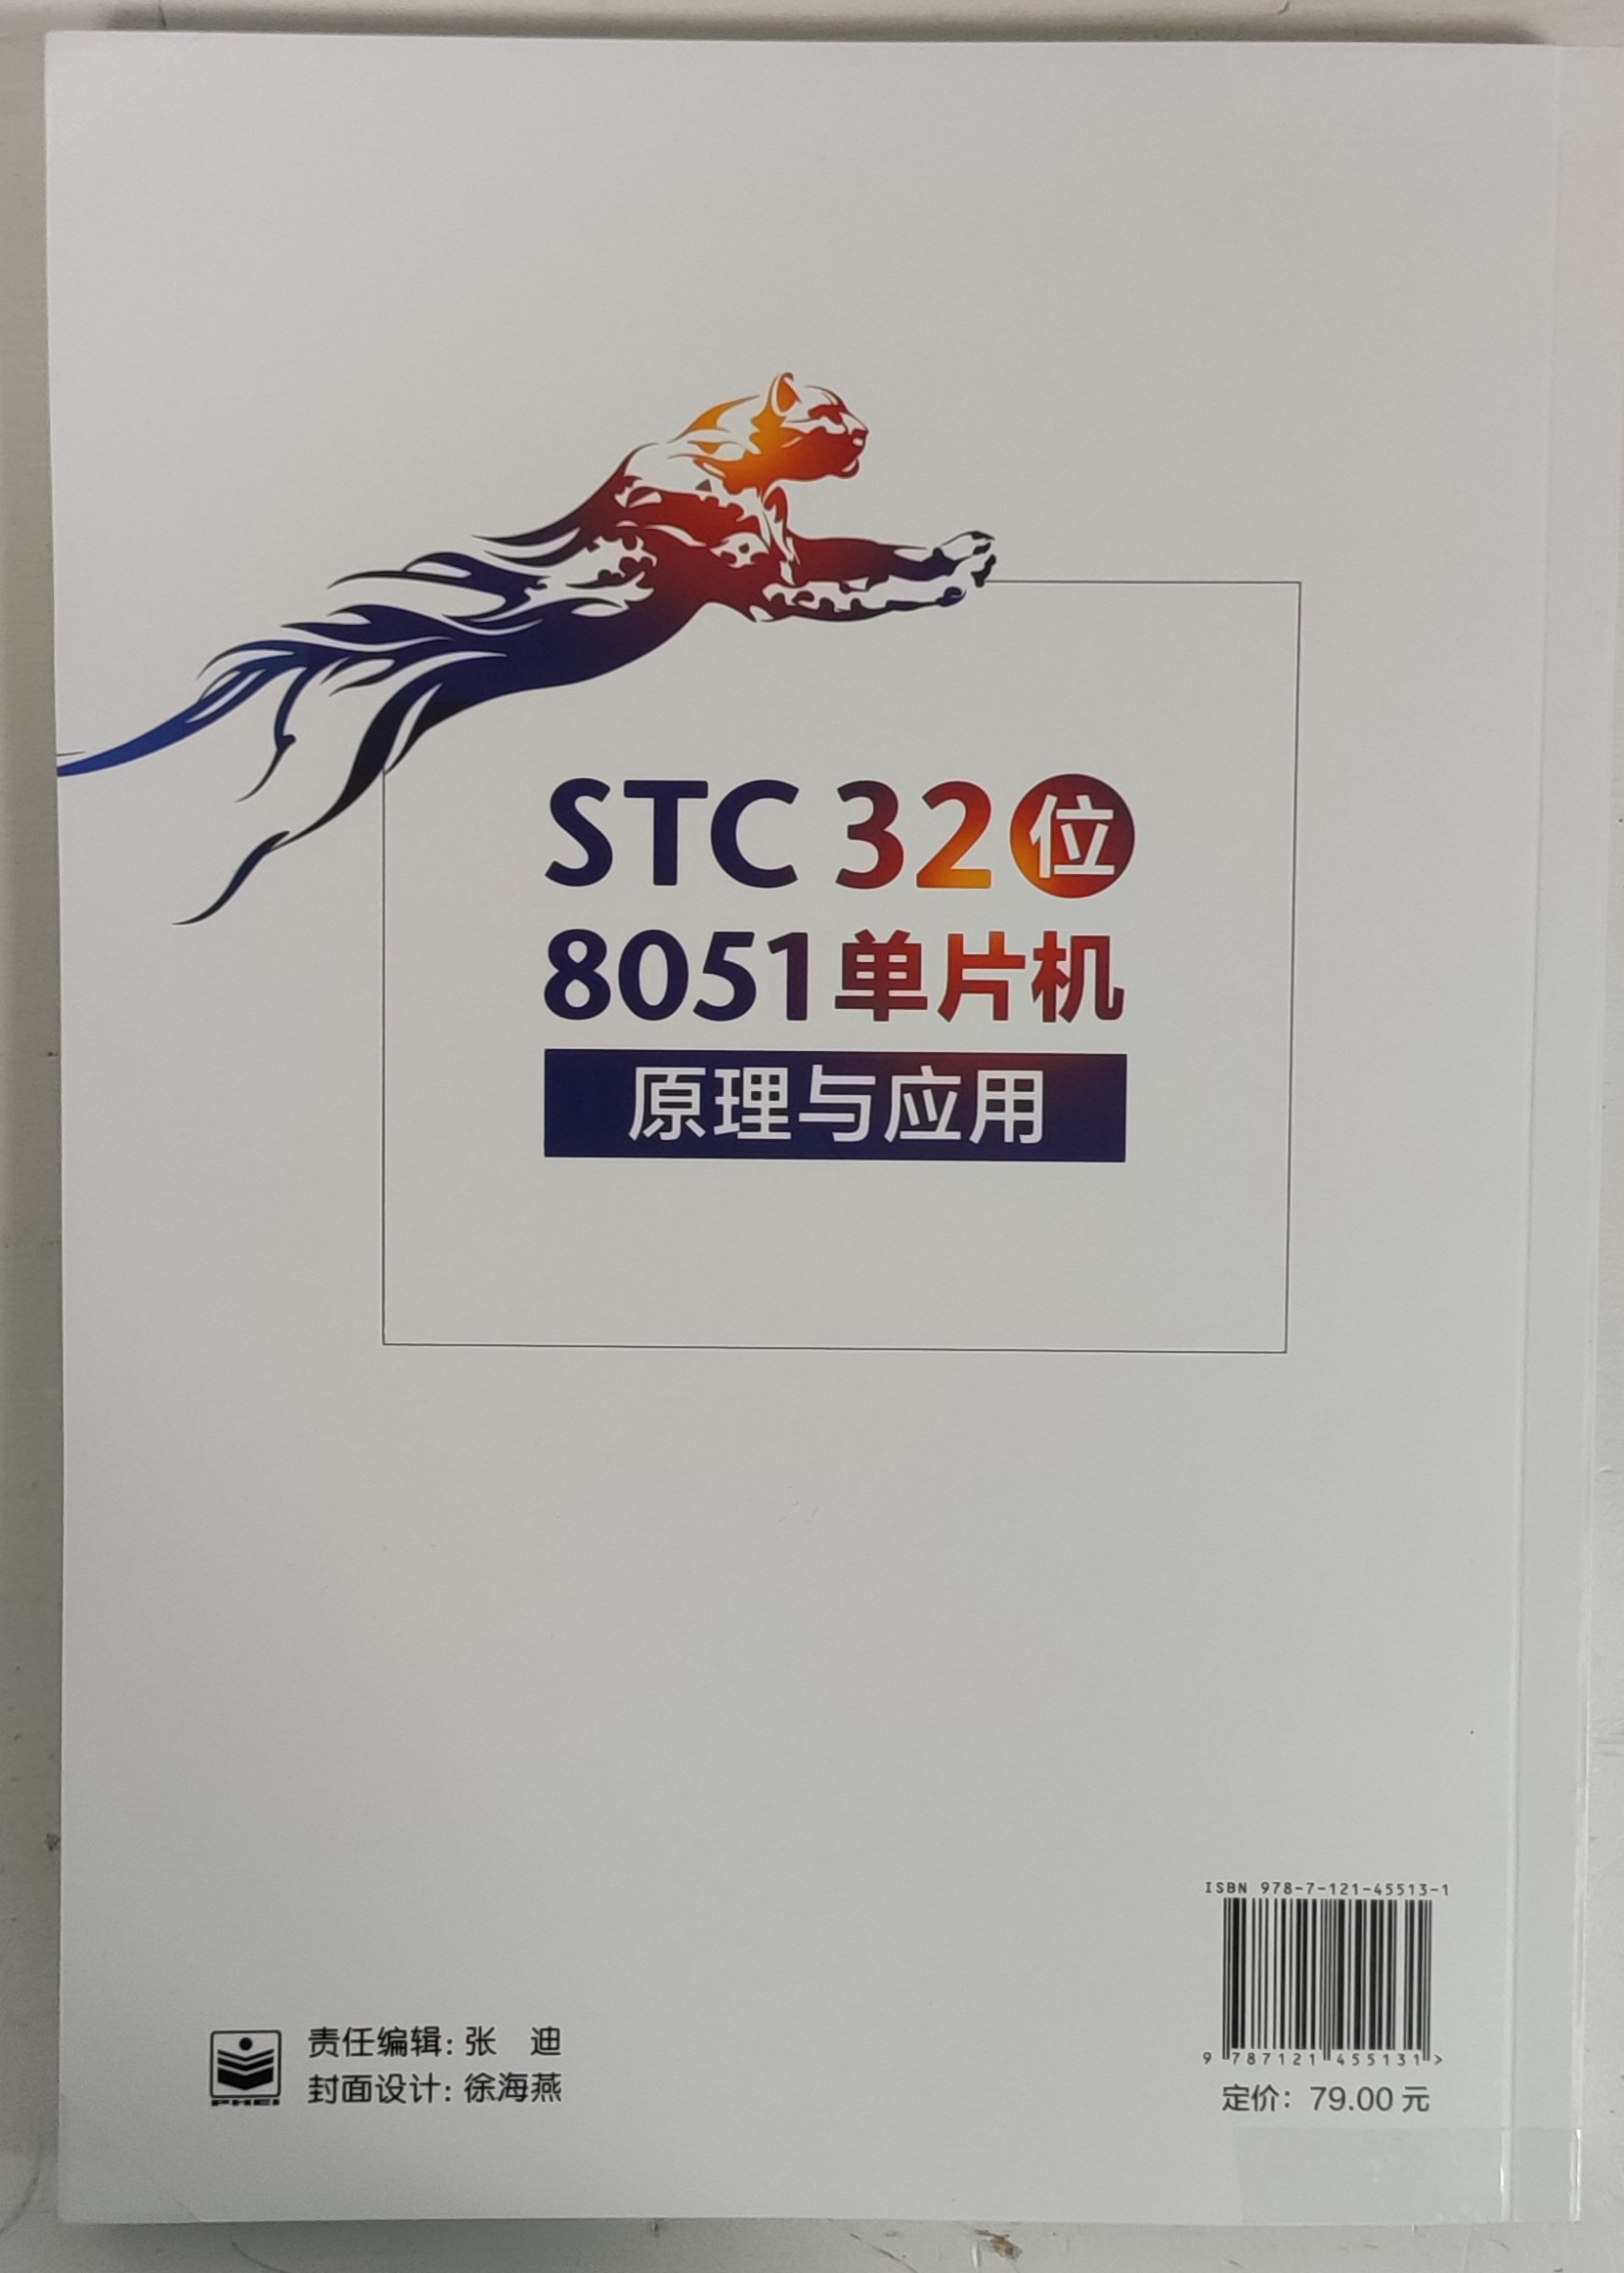 STC 32位
8051单片机
原理与应用
ISBN 978-7-121-45513-1
9 787121 455131 >
定价：79.00 元
PHEI
责任编辑：张　迪
封面设计：徐海燕